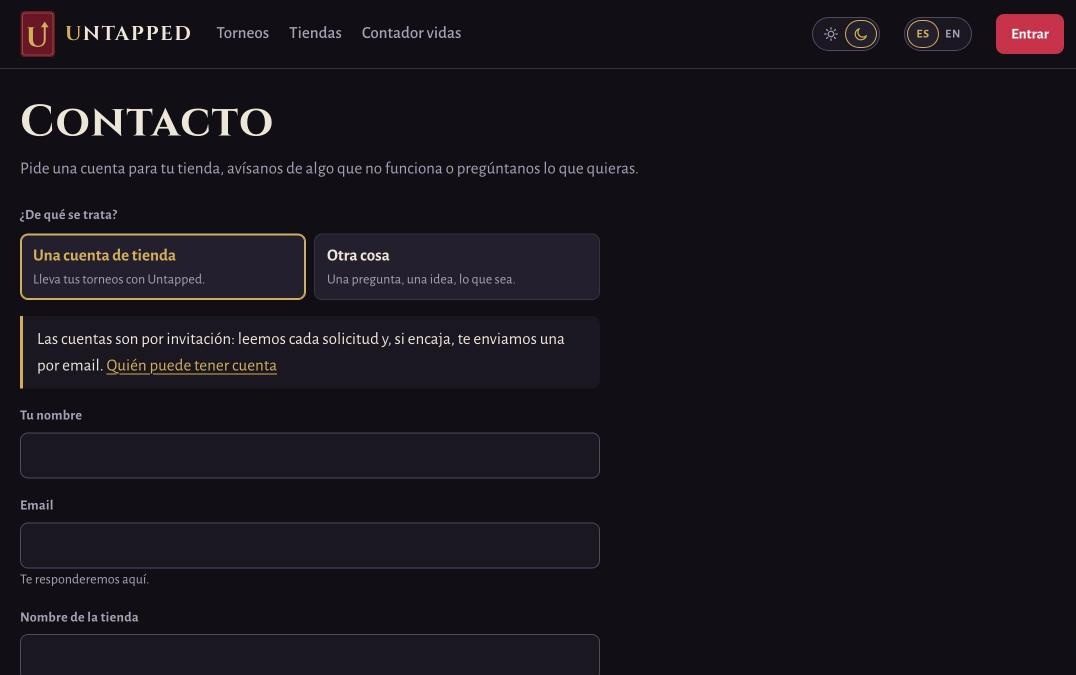 U UNTAPPED Torneos Tiendas Contador vidas ES EN Entrar
Contacto
Pide una cuenta para tu tienda, avísanos de algo que no funciona o pregúntanos lo que quieras.
¿De qué se trata?
Una cuenta de tienda Otra cosa
Lleva tus torneos con Untapped. Una pregunta, una idea, lo que sea.
Las cuentas son por invitación: leemos cada solicitud y, si encaja, te enviamos una
por email. Quién puede tener cuenta
Tu nombre
Email
Te responderemos aquí.
Nombre de la tienda